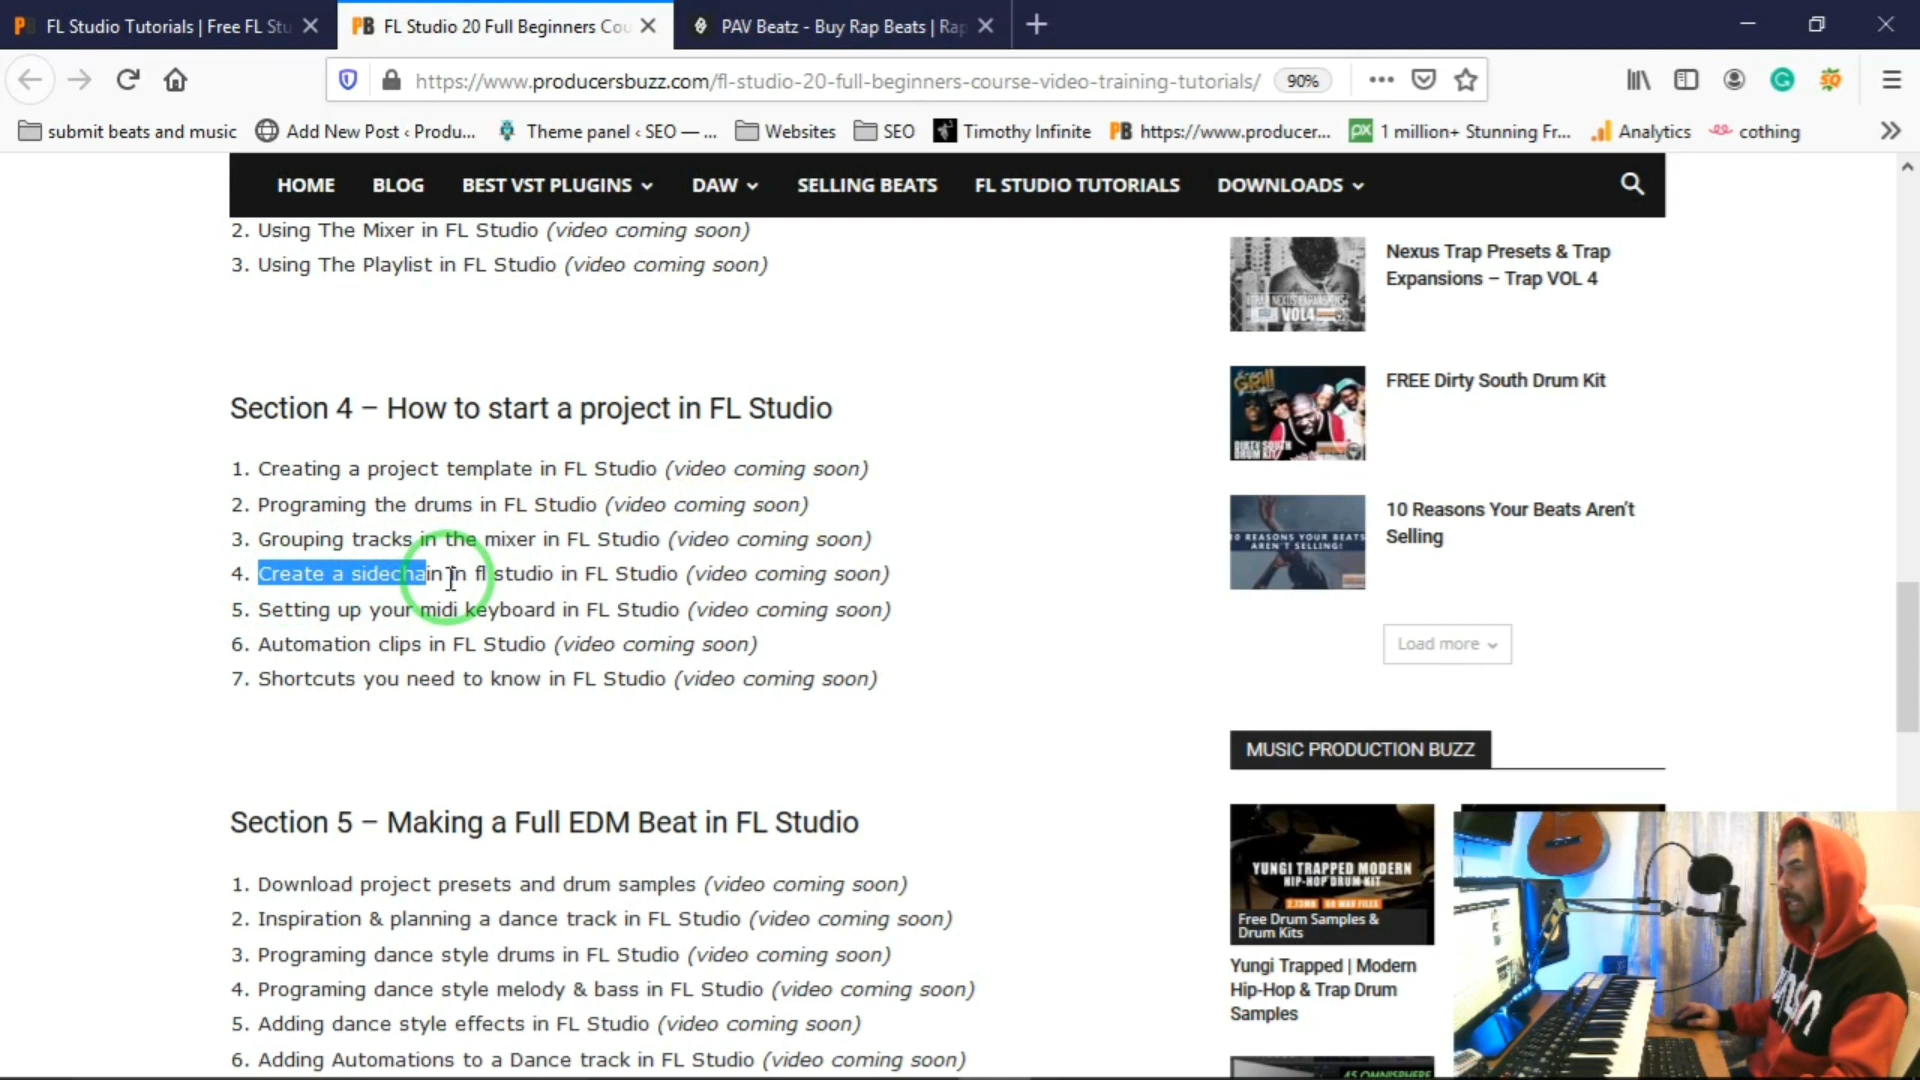 FL Studio Tutorials | Free FL Stu
FL Studio 20 Full Beginners Cou
PAV Beatz - Buy Rap Beats | Rap
https://www.producersbuzz.com/fl-studio-20-full-beginners-course-video-training-tutorials/
90%
submit beats and music
Add New Post ‹ Produ...
Theme panel ‹ SEO — ...
Websites
SEO
Timothy Infinite
https://www.producer...
1 million+ Stunning Fr...
Analytics
cothing
HOME
BLOG
BEST VST PLUGINS
DAW
SELLING BEATS
FL STUDIO TUTORIALS
DOWNLOADS
2. Using The Mixer in FL Studio (video coming soon)
3. Using The Playlist in FL Studio (video coming soon)
Section 4 – How to start a project in FL Studio
1. Creating a project template in FL Studio (video coming soon)
2. Programing the drums in FL Studio (video coming soon)
3. Grouping tracks in the mixer in FL Studio (video coming soon)
4. Create a sidechain in fl studio in FL Studio (video coming soon)
5. Setting up your midi keyboard in FL Studio (video coming soon)
6. Automation clips in FL Studio (video coming soon)
7. Shortcuts you need to know in FL Studio (video coming soon)
Section 5 – Making a Full EDM Beat in FL Studio
1. Download project presets and drum samples (video coming soon)
2. Inspiration & planning a dance track in FL Studio (video coming soon)
3. Programing dance style drums in FL Studio (video coming soon)
4. Programing dance style melody & bass in FL Studio (video coming soon)
5. Adding dance style effects in FL Studio (video coming soon)
6. Adding Automations to a Dance track in FL Studio (video coming soon)
VOL4
Nexus Trap Presets & Trap
Expansions – Trap VOL 4
GRILL
DIRTY SOUTH
DRUM KIT
FREE Dirty South Drum Kit
10 REASONS YOUR BEATS
AREN'T SELLING!
10 Reasons Your Beats Aren't
Selling
Load more
MUSIC PRODUCTION BUZZ
YUNGI TRAPPED MODERN
HIP-HOP DRUM KIT
Free Drum Samples &
Drum Kits
Yungi Trapped | Modern
Hip-Hop & Trap Drum
Samples